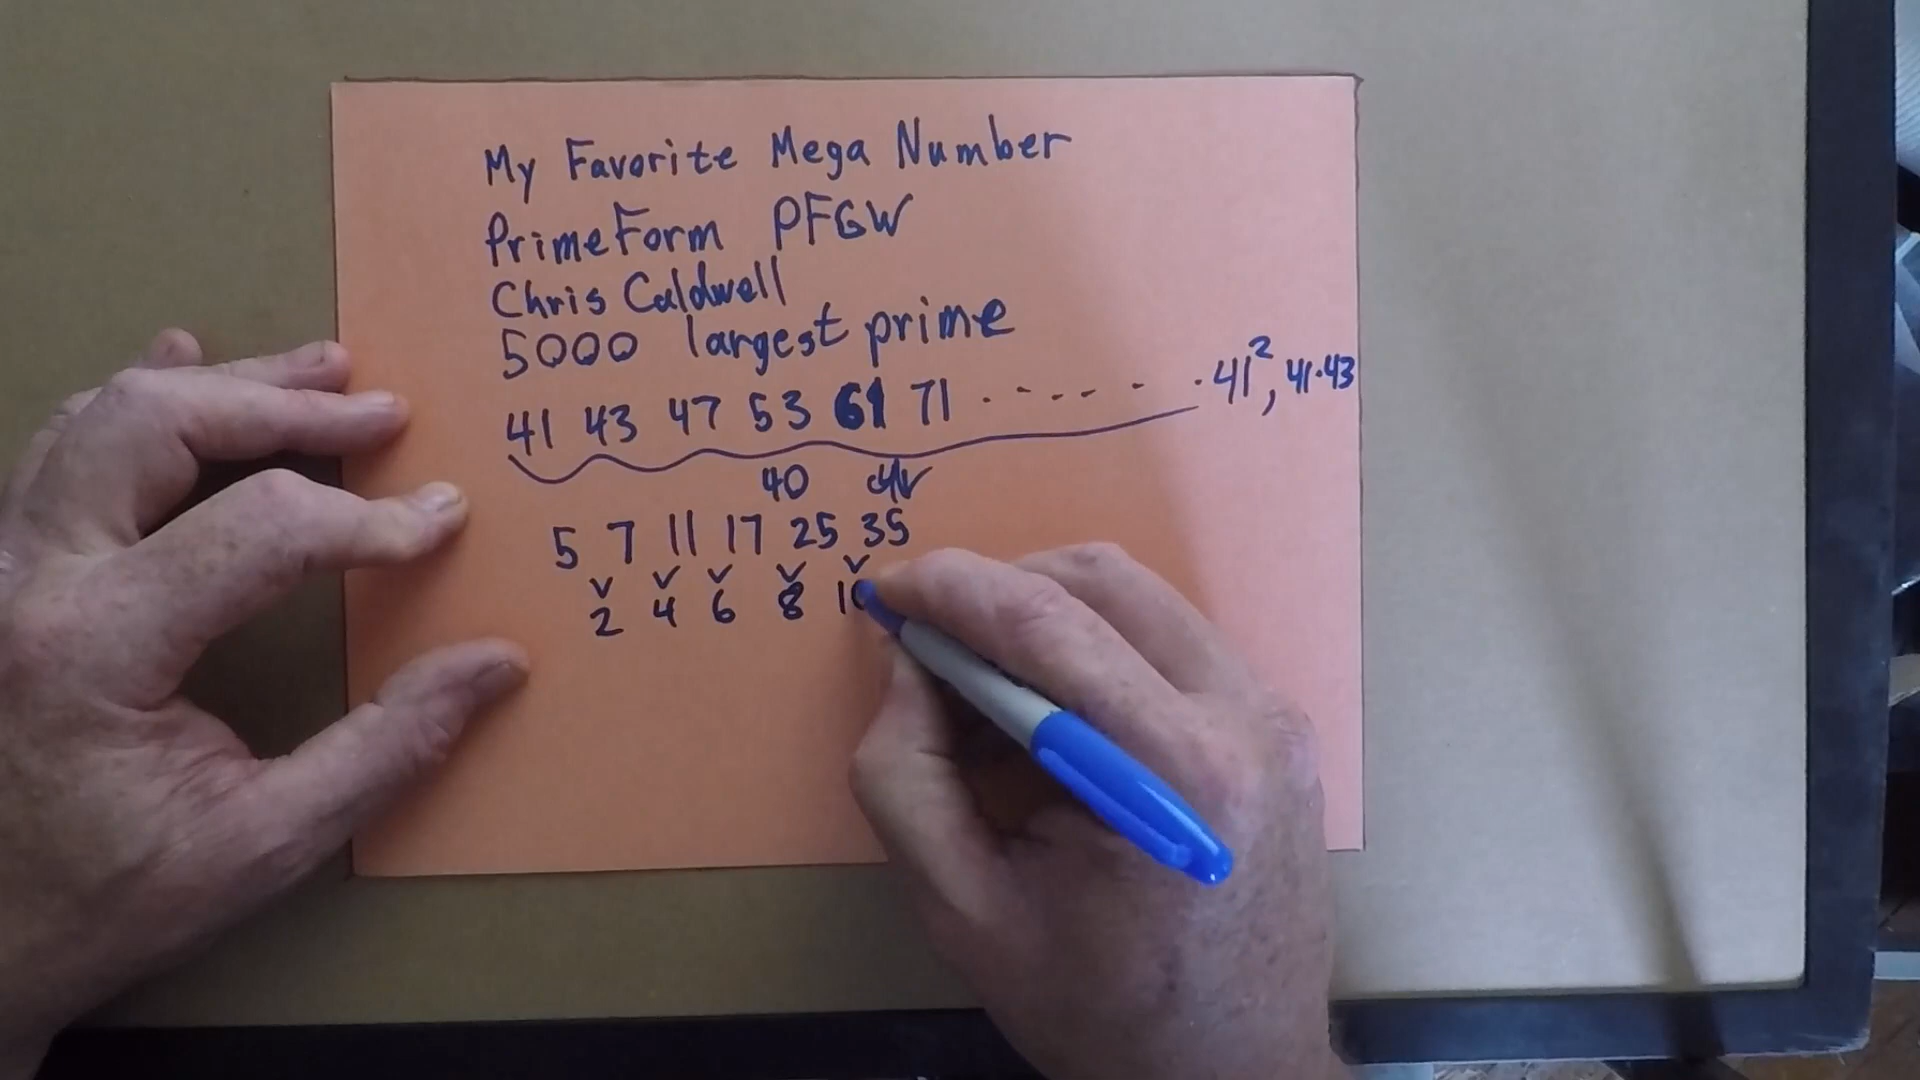 My Favorite Mega Number
PrimeForm PFGW
Chris Caldwell
5000 largest prime
41 43 47 53 61 71 . - - - - . 41², 41·43
40
5 7 11 17 25 35
2 4 6 8 10